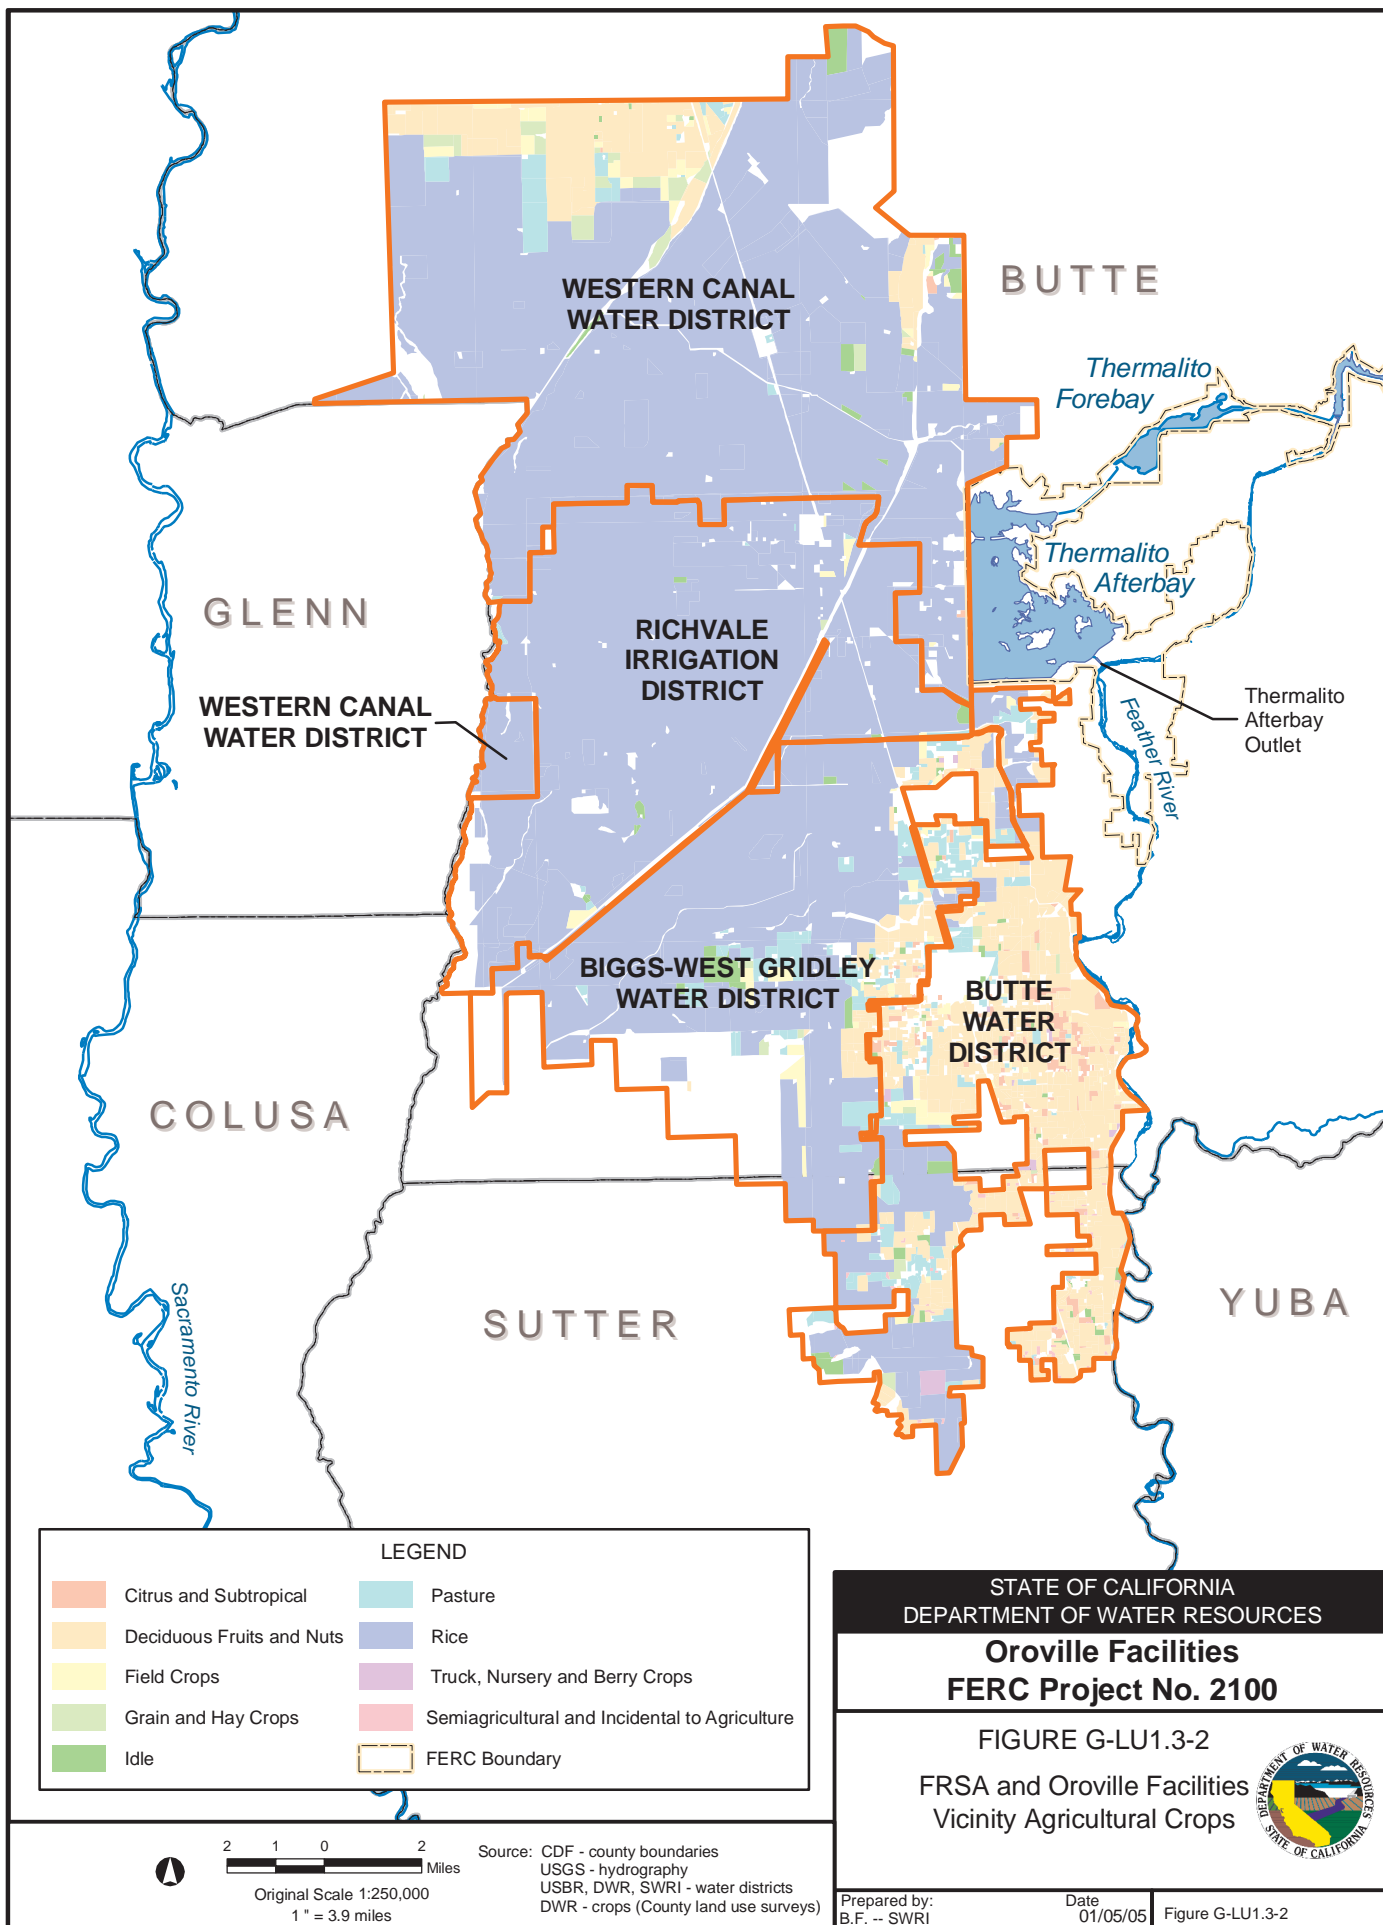 WESTERN CANAL
WATER DISTRICT
BUTTE
Thermalito
Forebay
Thermalito
Afterbay
GLENN
RICHVALE
IRRIGATION
DISTRICT
WESTERN CANAL
WATER DISTRICT
Thermalito
Afterbay
Outlet
Feather River
BIGGS-WEST GRIDLEY
WATER DISTRICT
BUTTE
WATER
DISTRICT
COLUSA
SUTTER
YUBA
Sacramento River
LEGEND
Citrus and Subtropical
Deciduous Fruits and Nuts
Field Crops
Grain and Hay Crops
Idle
Pasture
Rice
Truck, Nursery and Berry Crops
Semiagricultural and Incidental to Agriculture
FERC Boundary
STATE OF CALIFORNIA
DEPARTMENT OF WATER RESOURCES
Oroville Facilities
FERC Project No. 2100
FIGURE G-LU1.3-2
FRSA and Oroville Facilities
Vicinity Agricultural Crops
DEPARTMENT OF WATER RESOURCES
STATE OF CALIFORNIA
2 1 0 2
Miles
Original Scale 1:250,000
1 " = 3.9 miles
Source: CDF - county boundaries
USGS - hydrography
USBR, DWR, SWRI - water districts
DWR - crops (County land use surveys)
Prepared by:
B.F. -- SWRI
Date
01/05/05
Figure G-LU1.3-2